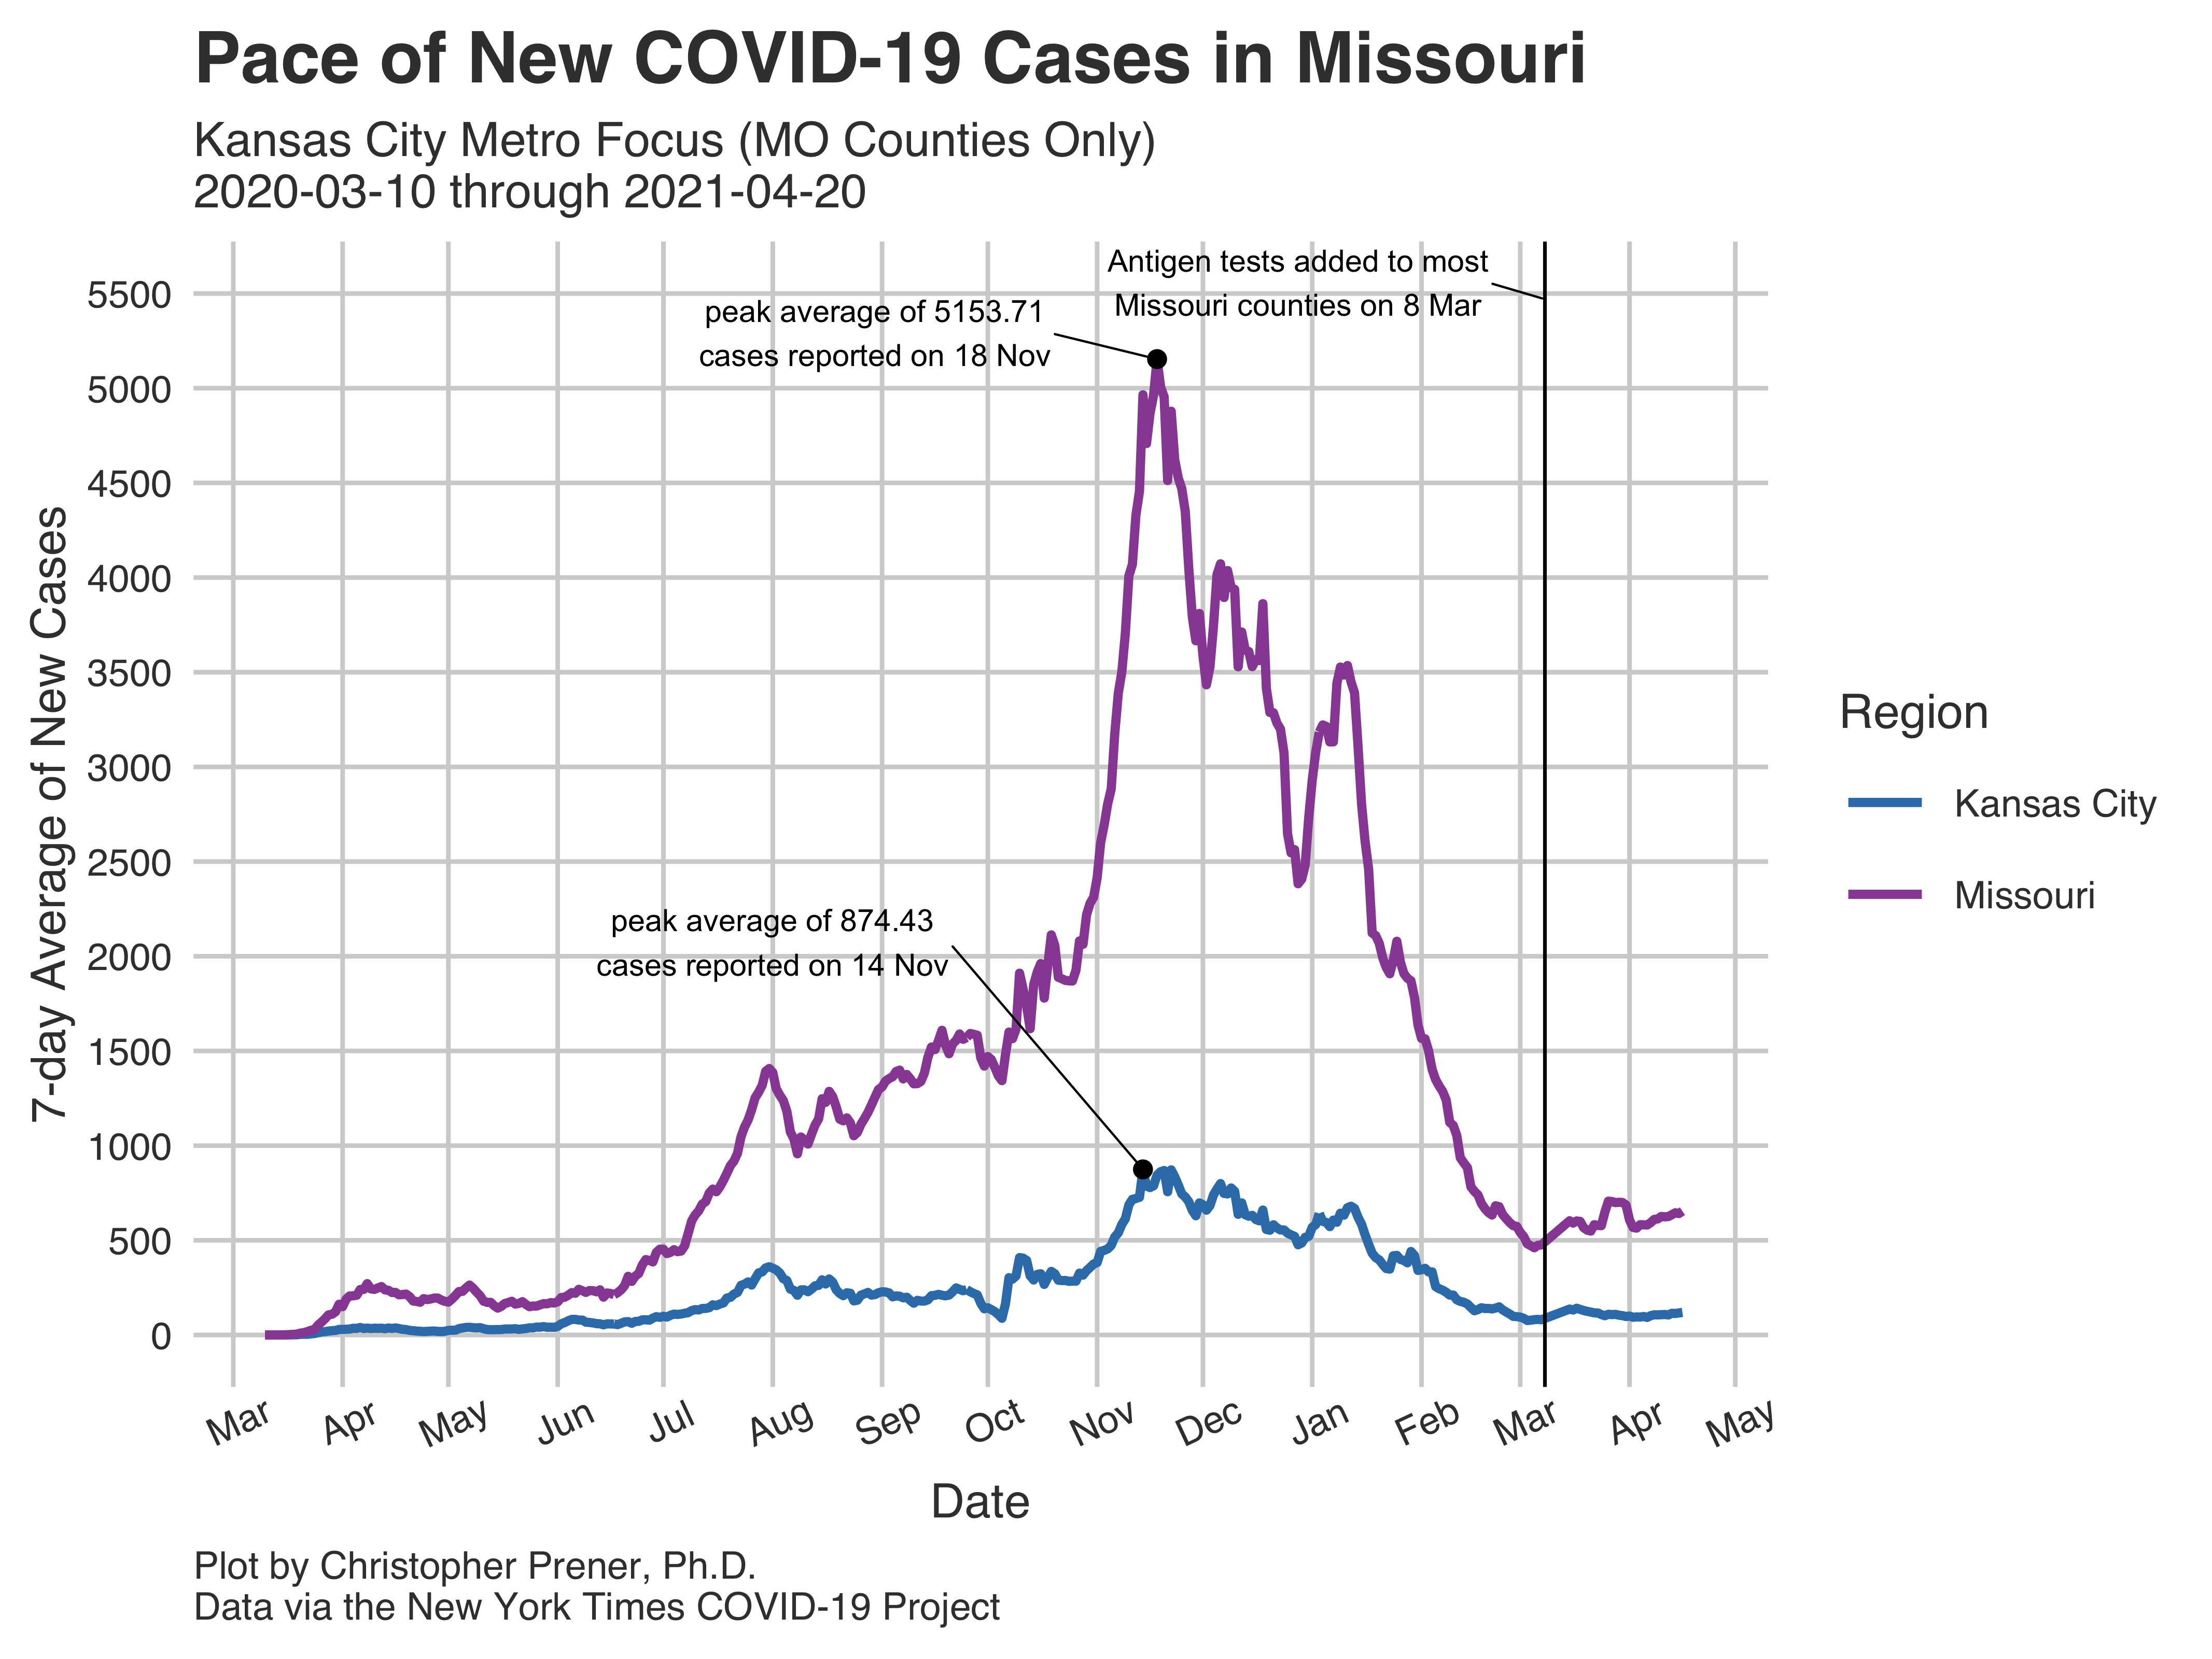 Pace of New COVID-19 Cases in Missouri
Kansas City Metro Focus (MO Counties Only)
2020-03-10 through 2021-04-20
Antigen tests added to most
Missouri counties on 8 Mar
peak average of 5153.71
cases reported on 18 Nov
peak average of 874.43
cases reported on 14 Nov
7-day Average of New Cases
5500
5000
4500
4000
3500
3000
2500
2000
1500
1000
500
0
Mar
Apr
May
Jun
Jul
Aug
Sep
Oct
Nov
Dec
Jan
Feb
Mar
Apr
May
Date
Region
Kansas City
Missouri
Plot by Christopher Prener, Ph.D.
Data via the New York Times COVID-19 Project